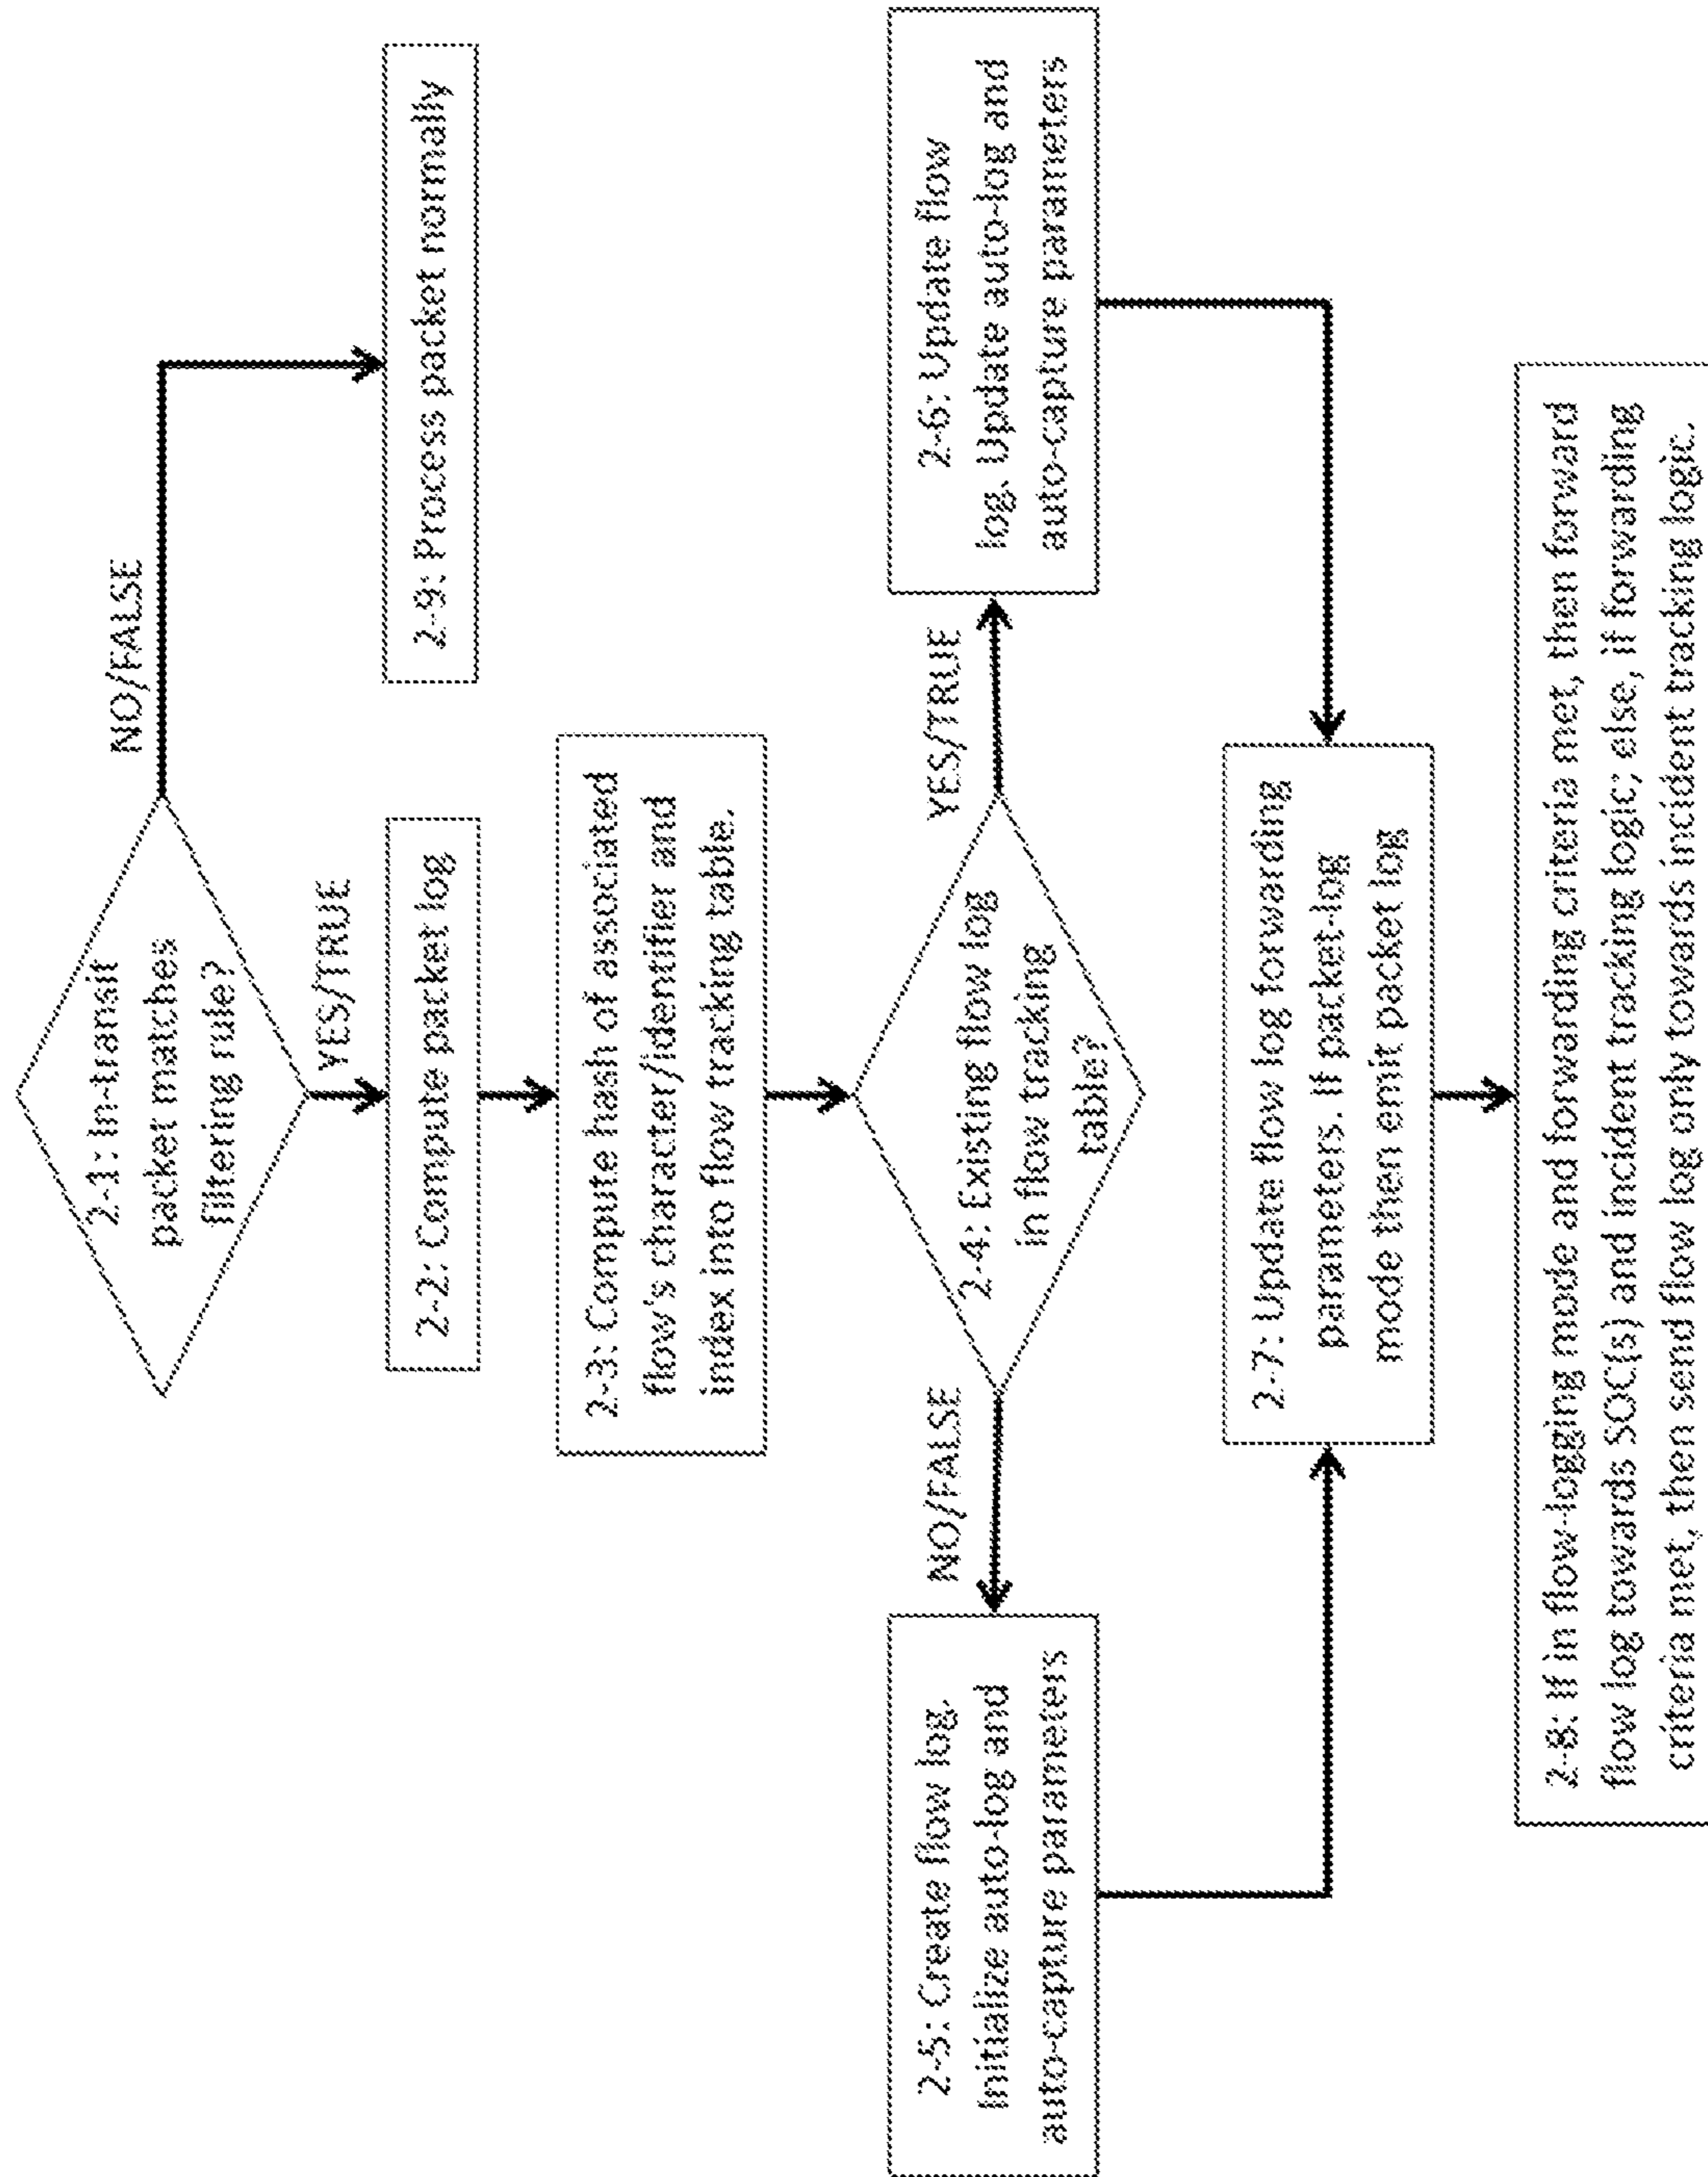 2-1: In-transit
packet matches
filtering rule?
NO/FALSE
YES/TRUE
2-9: Process packet normally
2-2: Compute packet log
2-3: Compute hash of associated
flow's character/identifier and
index into flow tracking table.
2-4: Existing flow log
in flow tracking
table?
NO/FALSE
YES/TRUE
2-5: Create flow log.
Initialize auto-log and
auto-capture parameters
2-6: Update flow
log. Update auto-log and
auto-capture parameters
2-7: Update flow log forwarding
parameters. If packet-log
mode then emit packet log
2-8: If in flow-logging mode and forwarding criteria met, then forward
flow log towards SOC(s) and incident tracking logic; else, if forwarding
criteria met, then send flow log only towards incident tracking logic.